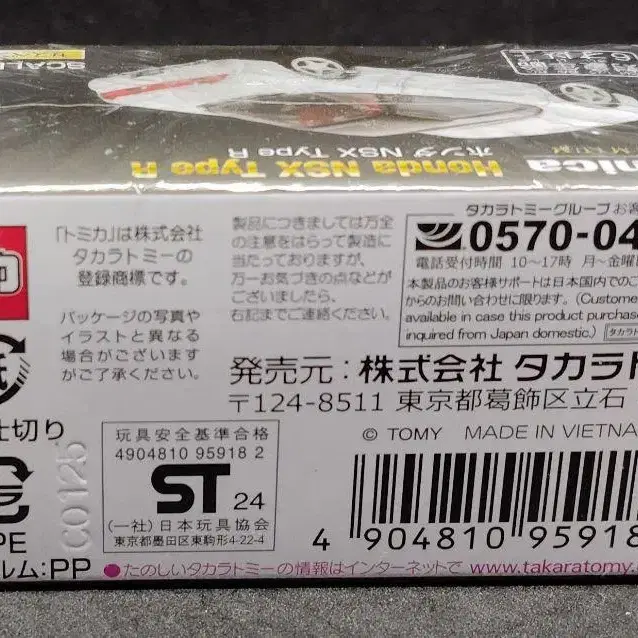 Honda NSX Type R
ホンダ NSX Type R
「トミカ」は株式会社
タカラトミーの
登録商標です。
パッケージの写真や
イラストと異なる
場合がございます
がご了承ください。
製品につきましては万全
の注意をはらって製造に
当たっておりますが、
万一お気づきの点などが
ございましたら、
右記までご連絡ください。
タカラトミーグループお客
0570-04
電話受付時間 10〜17時 月〜金曜日
本製品のお客様サポートは日本国内でのご
からのお問い合わせに限ります。(Custome
available in case this product purchase
inquired from Japan domestic.)
発売元:株式会社 タカラ
〒124-8511 東京都葛飾区立石
© TOMY MADE IN VIETNA
仕切り
PE
ルム:PP
C0125
玩具安全基準合格
4904810 95918 2
ST 24
(一社)日本玩具協会
東京都墨田区東駒形4-22-4
4 904810 95918
●たのしいタカラトミーの情報はインターネットで www.takaratomy.